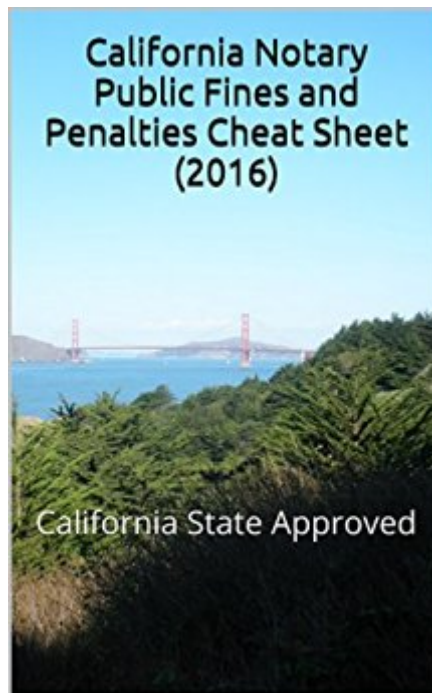 California Notary
Public Fines and
Penalties Cheat Sheet
(2016)
California State Approved